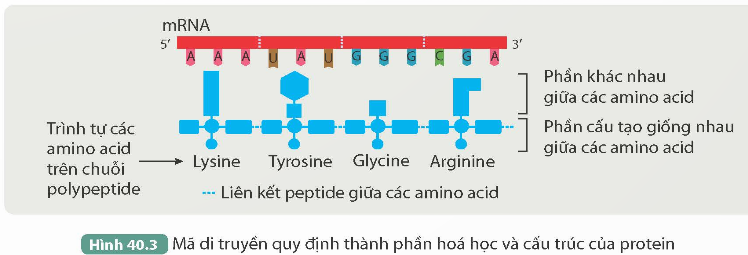 mRNA
5' A A A U A U G G G C G A 3'
Phần khác nhau
giữa các amino acid
Phần cấu tạo giống nhau
giữa các amino acid
Trình tự các
amino acid
trên chuỗi
polypeptide
Lysine Tyrosine Glycine Arginine
Liên kết peptide giữa các amino acid
Hình 40.3 Mã di truyền quy định thành phần hoá học và cấu trúc của protein